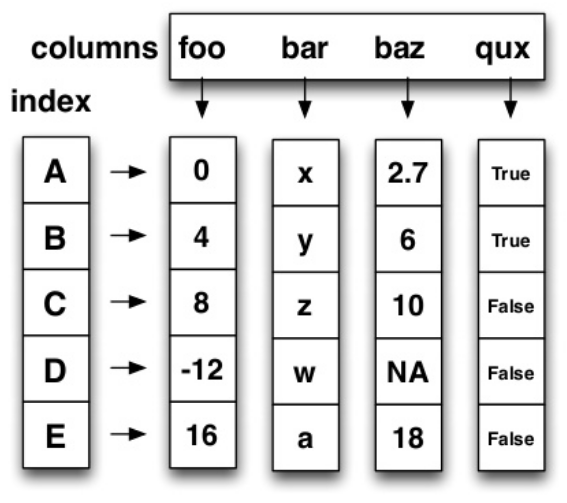 columns foo bar baz qux
index
A 0 x 2.7 True
B 4 y 6 True
C 8 z 10 False
D -12 w NA False
E 16 a 18 False